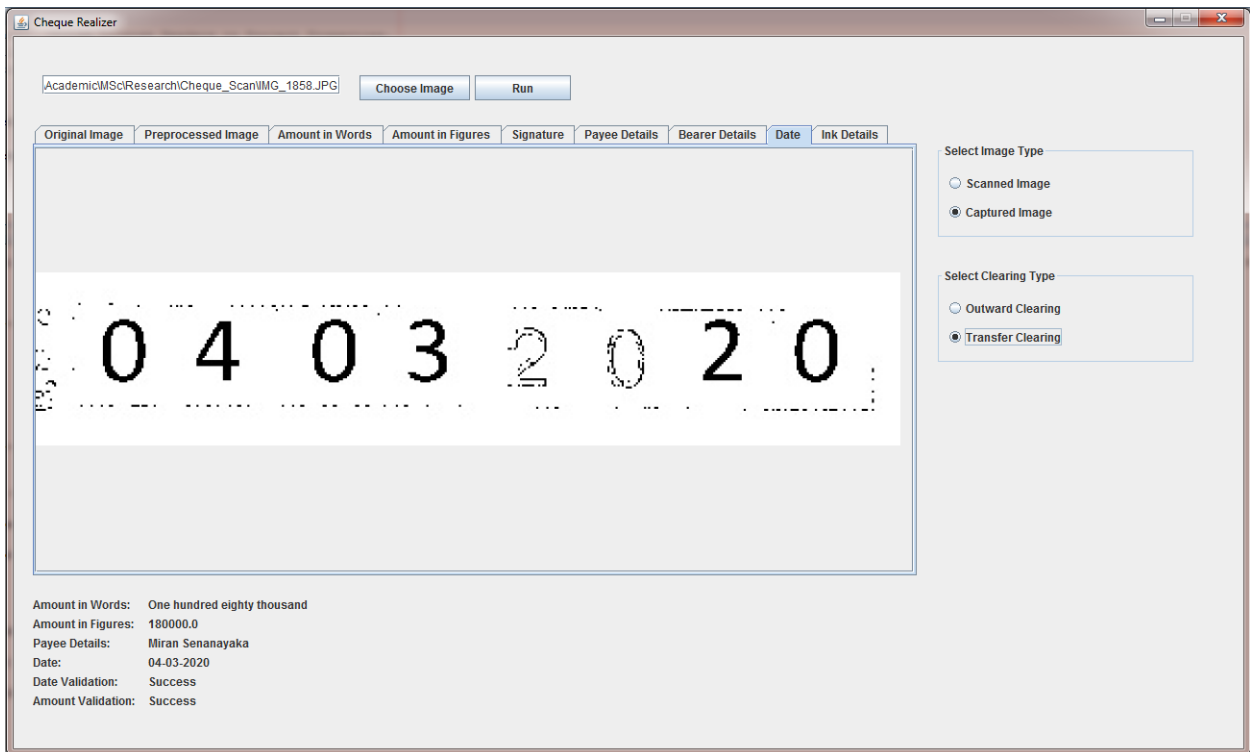 Cheque Realizer
Academic\MSc\Research\Cheque_Scan\IMG_1858.JPG Choose Image Run
Original Image Preprocessed Image Amount in Words Amount in Figures Signature Payee Details Bearer Details Date Ink Details
Select Image Type
Scanned Image
Captured Image
0 4 0 3 2 0 2 0
Select Clearing Type
Outward Clearing
Transfer Clearing
Amount in Words: One hundred eighty thousand
Amount in Figures: 180000.0
Payee Details: Miran Senanayaka
Date: 04-03-2020
Date Validation: Success
Amount Validation: Success